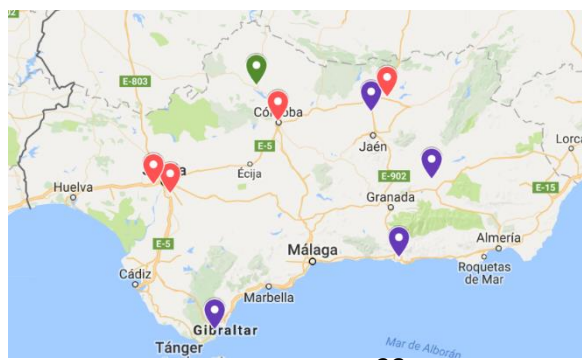 02
E-803
Córdoba
Jaén
Lorca
E-5
Écija
E-902
Huelva
Granada
E-15
E-5
Málaga
Almería
Roquetas
de Mar
Cádiz
Marbella
Gibraltar
Tánger
Mar de Alborán